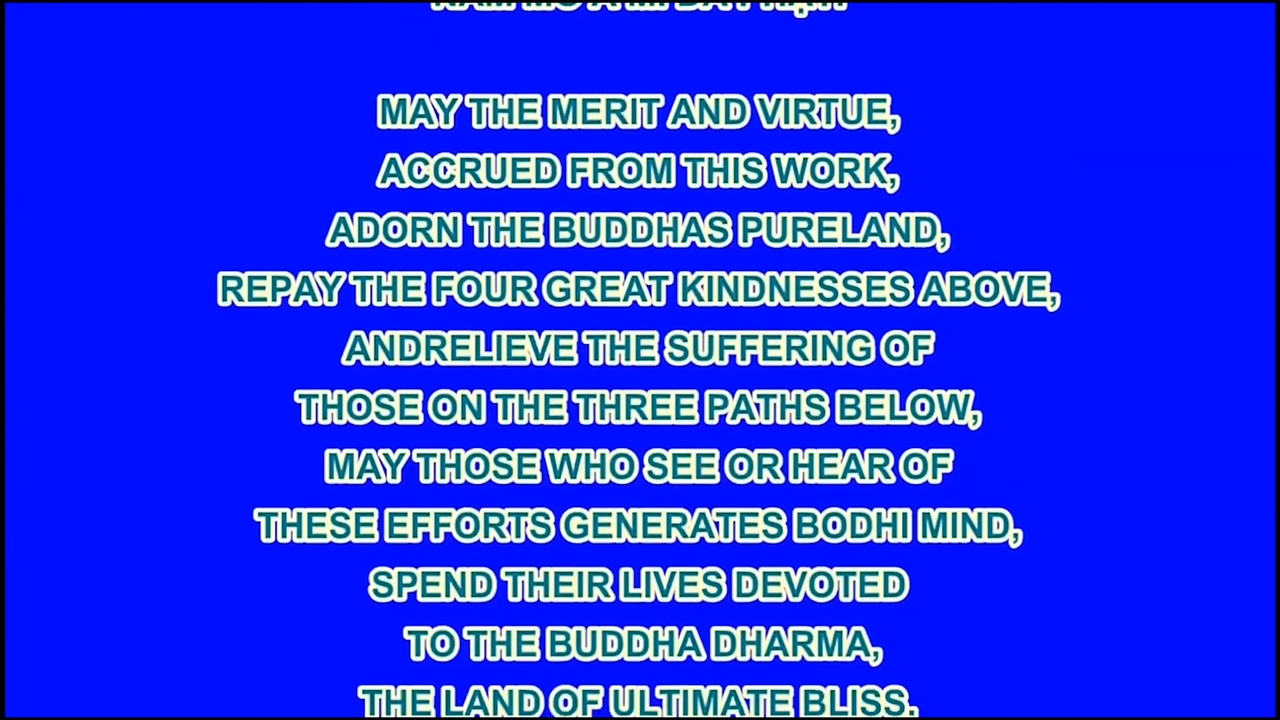 MAY THE MERIT AND VIRTUE,
ACCRUED FROM THIS WORK,
ADORN THE BUDDHAS PURELAND,
REPAY THE FOUR GREAT KINDNESSES ABOVE,
ANDRELIEVE THE SUFFERING OF
THOSE ON THE THREE PATHS BELOW,
MAY THOSE WHO SEE OR HEAR OF
THESE EFFORTS GENERATES BODHI MIND,
SPEND THEIR LIVES DEVOTED
TO THE BUDDHA DHARMA,
THE LAND OF ULTIMATE BLISS.